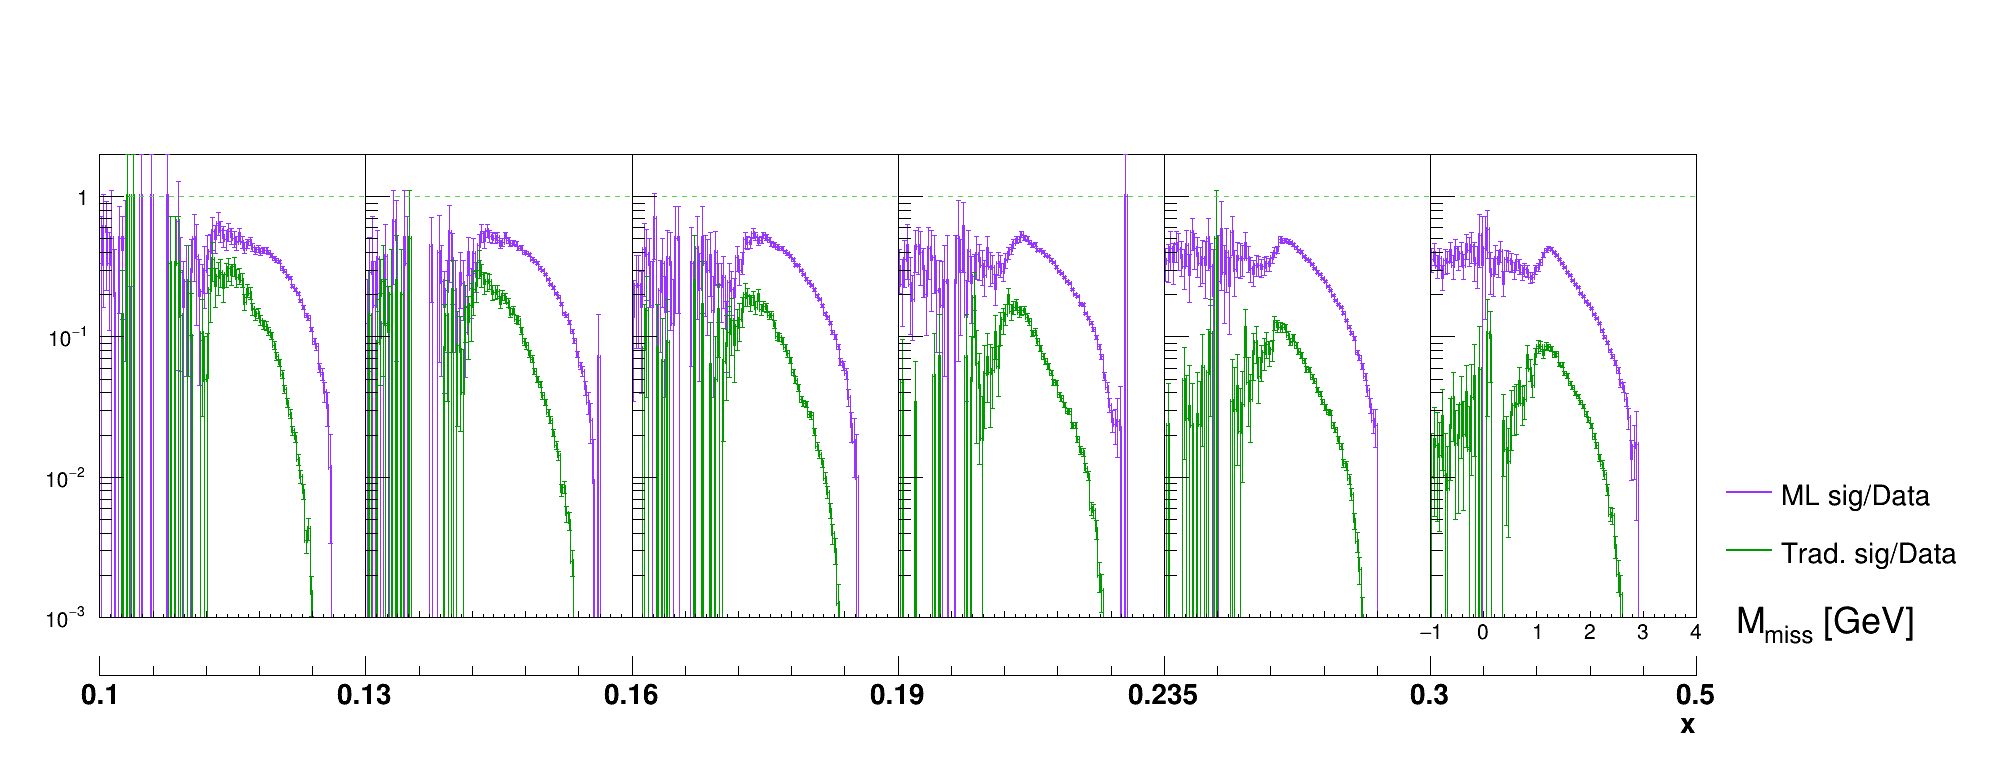 1
10⁻¹
10⁻²
10⁻³
ML sig/Data
Trad. sig/Data
−1 0 1 2 3 4
M_miss [GeV]
0.1 0.13 0.16 0.19 0.235 0.3 0.5
x